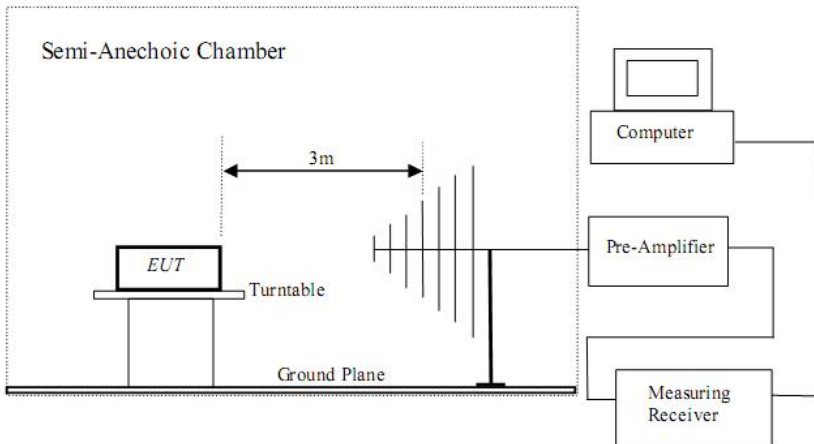 Semi-Anechoic Chamber
Computer
3m
Pre-Amplifier
EUT
Turntable
Ground Plane
Measuring
Receiver